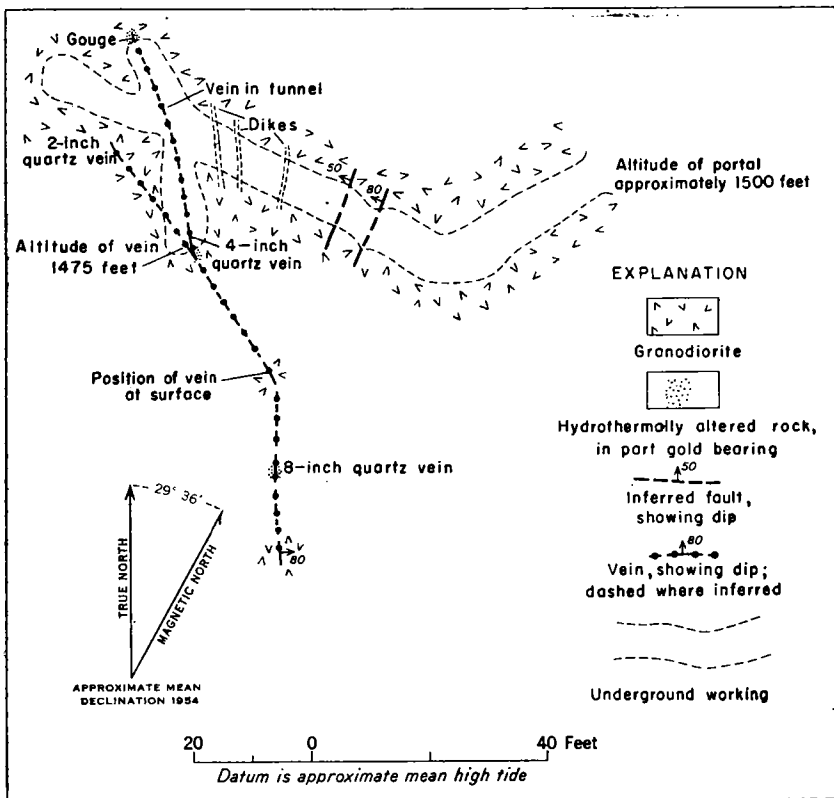 Gouge
Vein in tunnel
Dikes
2-inch
quartz vein
50
80
Altitude of portal
approximately 1500 feet
Altitude of vein
1475 feet
4-inch
quartz vein
Position of vein
at surface
8-inch quartz vein
80
29° 36'
TRUE NORTH
MAGNETIC NORTH
APPROXIMATE MEAN
DECLINATION 1954
EXPLANATION
Granodiorite
Hydrothermally altered rock,
in part gold bearing
50
Inferred fault,
showing dip
80
Vein, showing dip;
dashed where inferred
Underground working
20 0 40 Feet
Datum is approximate mean high tide